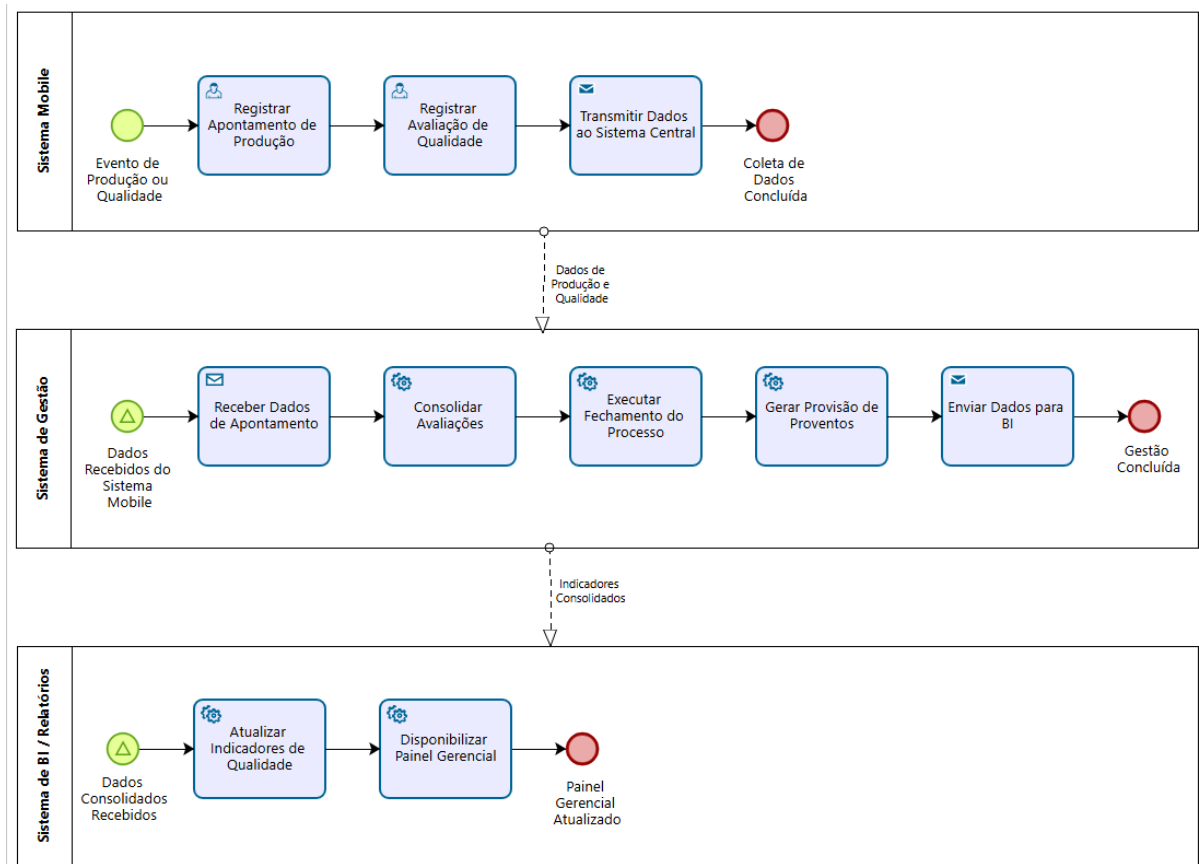 Sistema Mobile
Registrar
Apontamento de
Produção
Registrar
Avaliação de
Qualidade
Transmitir Dados
ao Sistema Central
Evento de
Produção ou
Qualidade
Coleta de
Dados
Concluída
Dados de
Produção e
Qualidade
Sistema de Gestão
Receber Dados
de Apontamento
Consolidar
Avaliações
Executar
Fechamento do
Processo
Gerar Provisão de
Proventos
Enviar Dados para
BI
Dados
Recebidos do
Sistema
Mobile
Gestão
Concluída
Indicadores
Consolidados
Sistema de BI / Relatórios
Atualizar
Indicadores de
Qualidade
Disponibilizar
Painel Gerencial
Dados
Consolidados
Recebidos
Painel
Gerencial
Atualizado